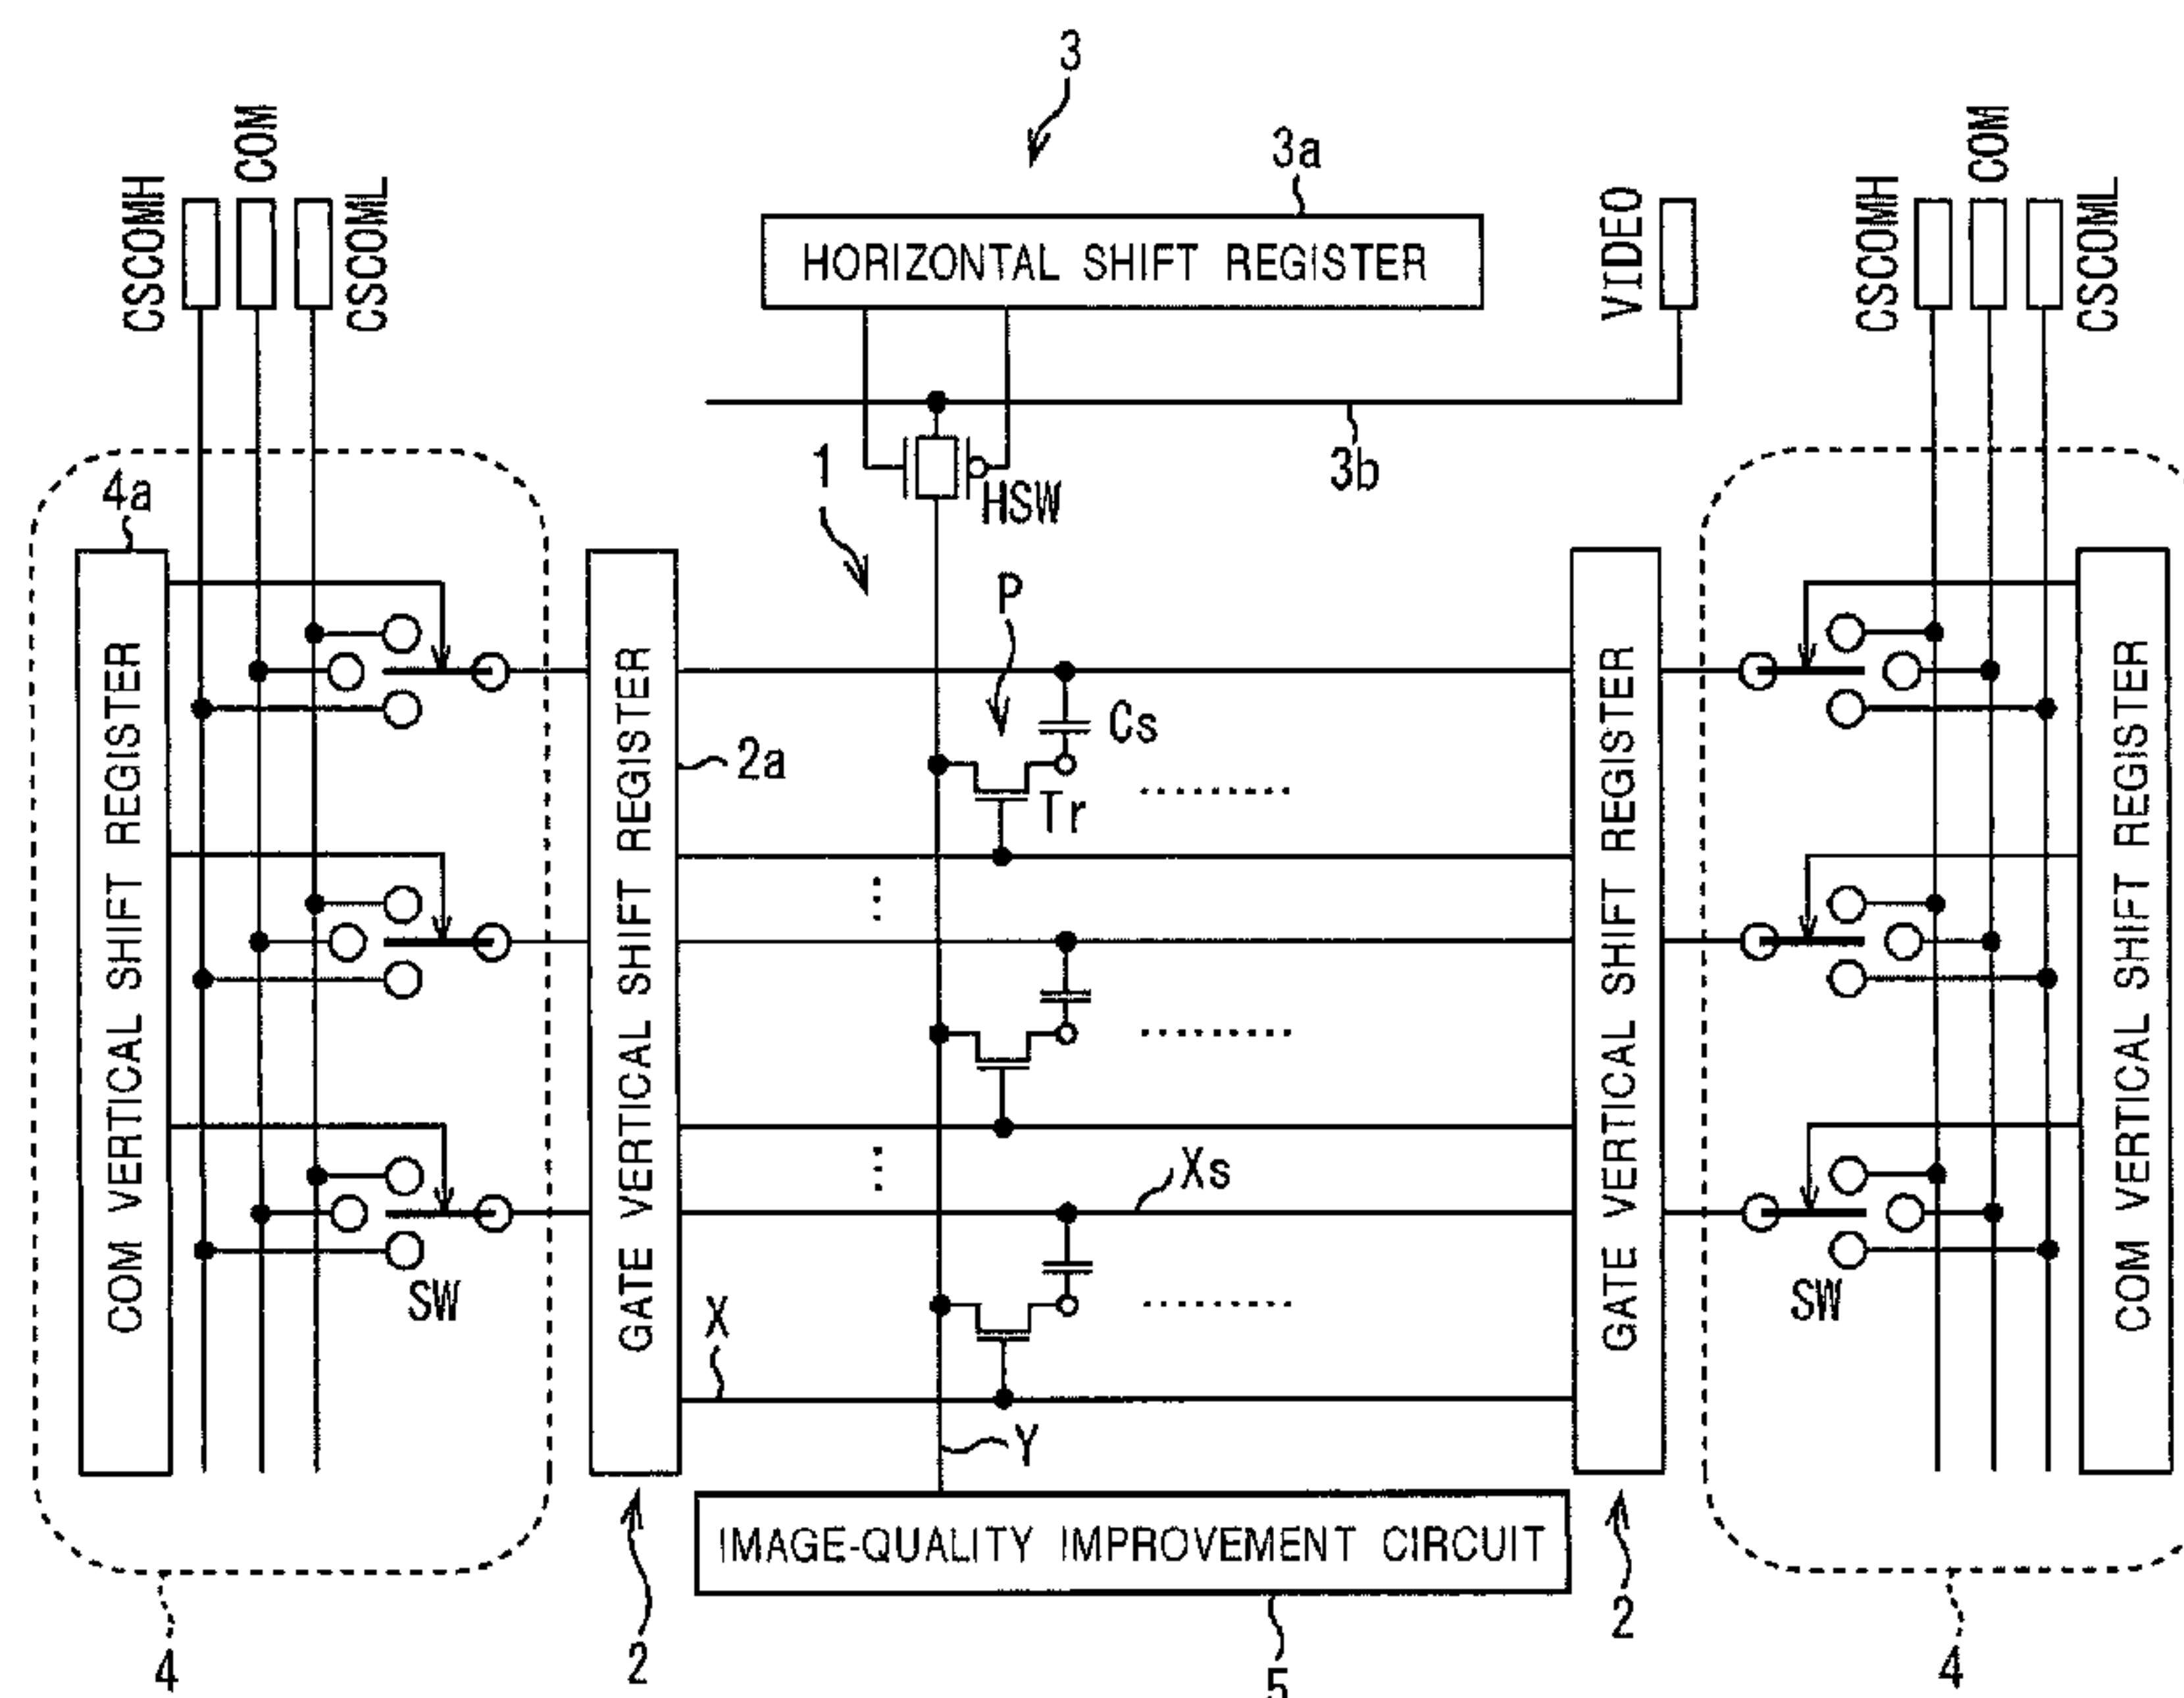 3
CSCOMH
COM
CSCOML
3a
HORIZONTAL SHIFT REGISTER
VIDEO
CSCOMH
COM
CSCOML
3b
1
HSW
4a
P
COM VERTICAL SHIFT REGISTER
GATE VERTICAL SHIFT REGISTER
2a
Cs
Tr
GATE VERTICAL SHIFT REGISTER
COM VERTICAL SHIFT REGISTER
Xs
SW
X
SW
Y
IMAGE-QUALITY IMPROVEMENT CIRCUIT
4
2
5
2
4